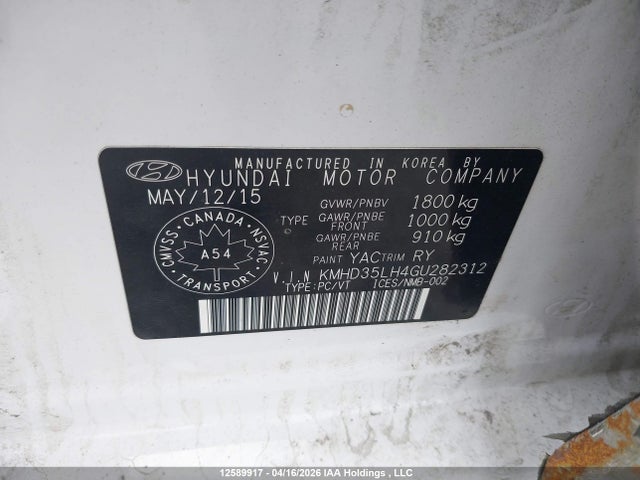 MANUFACTURED IN KOREA BY
HYUNDAI MOTOR COMPANY
MAY/12/15
GVWR/PNBV 1800 kg
TYPE GAWR/PNBE FRONT 1000 kg
GAWR/PNBE REAR 910 kg
PAINT YAC TRIM RY
CMVSS · CANADA · NSVAC
A54
TRANSPORT
V.I.N KMHD35LH4GU282312
TYPE:PC/VT ICES/NMB-002
12589917 - 04/16/2026 IAA Holdings , LLC